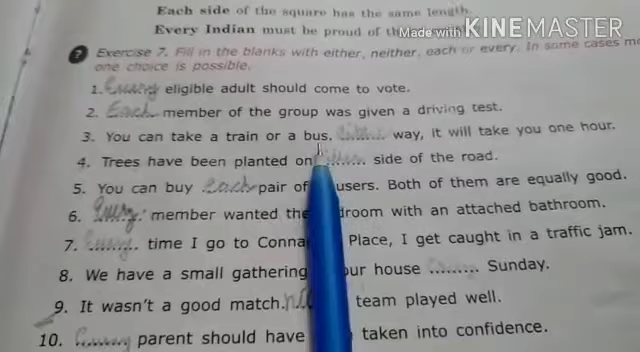 Each side of the square has the same length.
Every Indian must be proud of th
Made with KINEMASTER
? Exercise 7. Fill in the blanks with either, neither, each or every. In some cases mo
one choice is possible.
1. Every eligible adult should come to vote.
2. Each member of the group was given a driving test.
3. You can take a train or a bus. Either way, it will take you one hour.
4. Trees have been planted on side of the road.
5. You can buy each pair of users. Both of them are equally good.
6. Every member wanted the droom with an attached bathroom.
7. Every time I go to Conna Place, I get caught in a traffic jam.
8. We have a small gathering our house ......... Sunday.
9. It wasn't a good match. team played well.
10. parent should have taken into confidence.